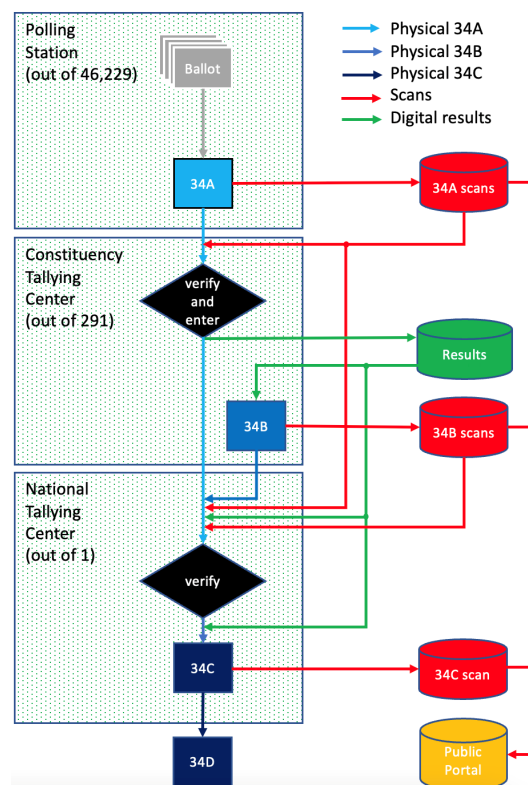 Polling
Station
(out of 46,229)
Ballot
34A
Physical 34A
Physical 34B
Physical 34C
Scans
Digital results
34A scans
Constituency
Tallying
Center
(out of 291)
verify
and
enter
Results
34B
34B scans
National
Tallying
Center
(out of 1)
verify
34C
34C scan
34D
Public
Portal